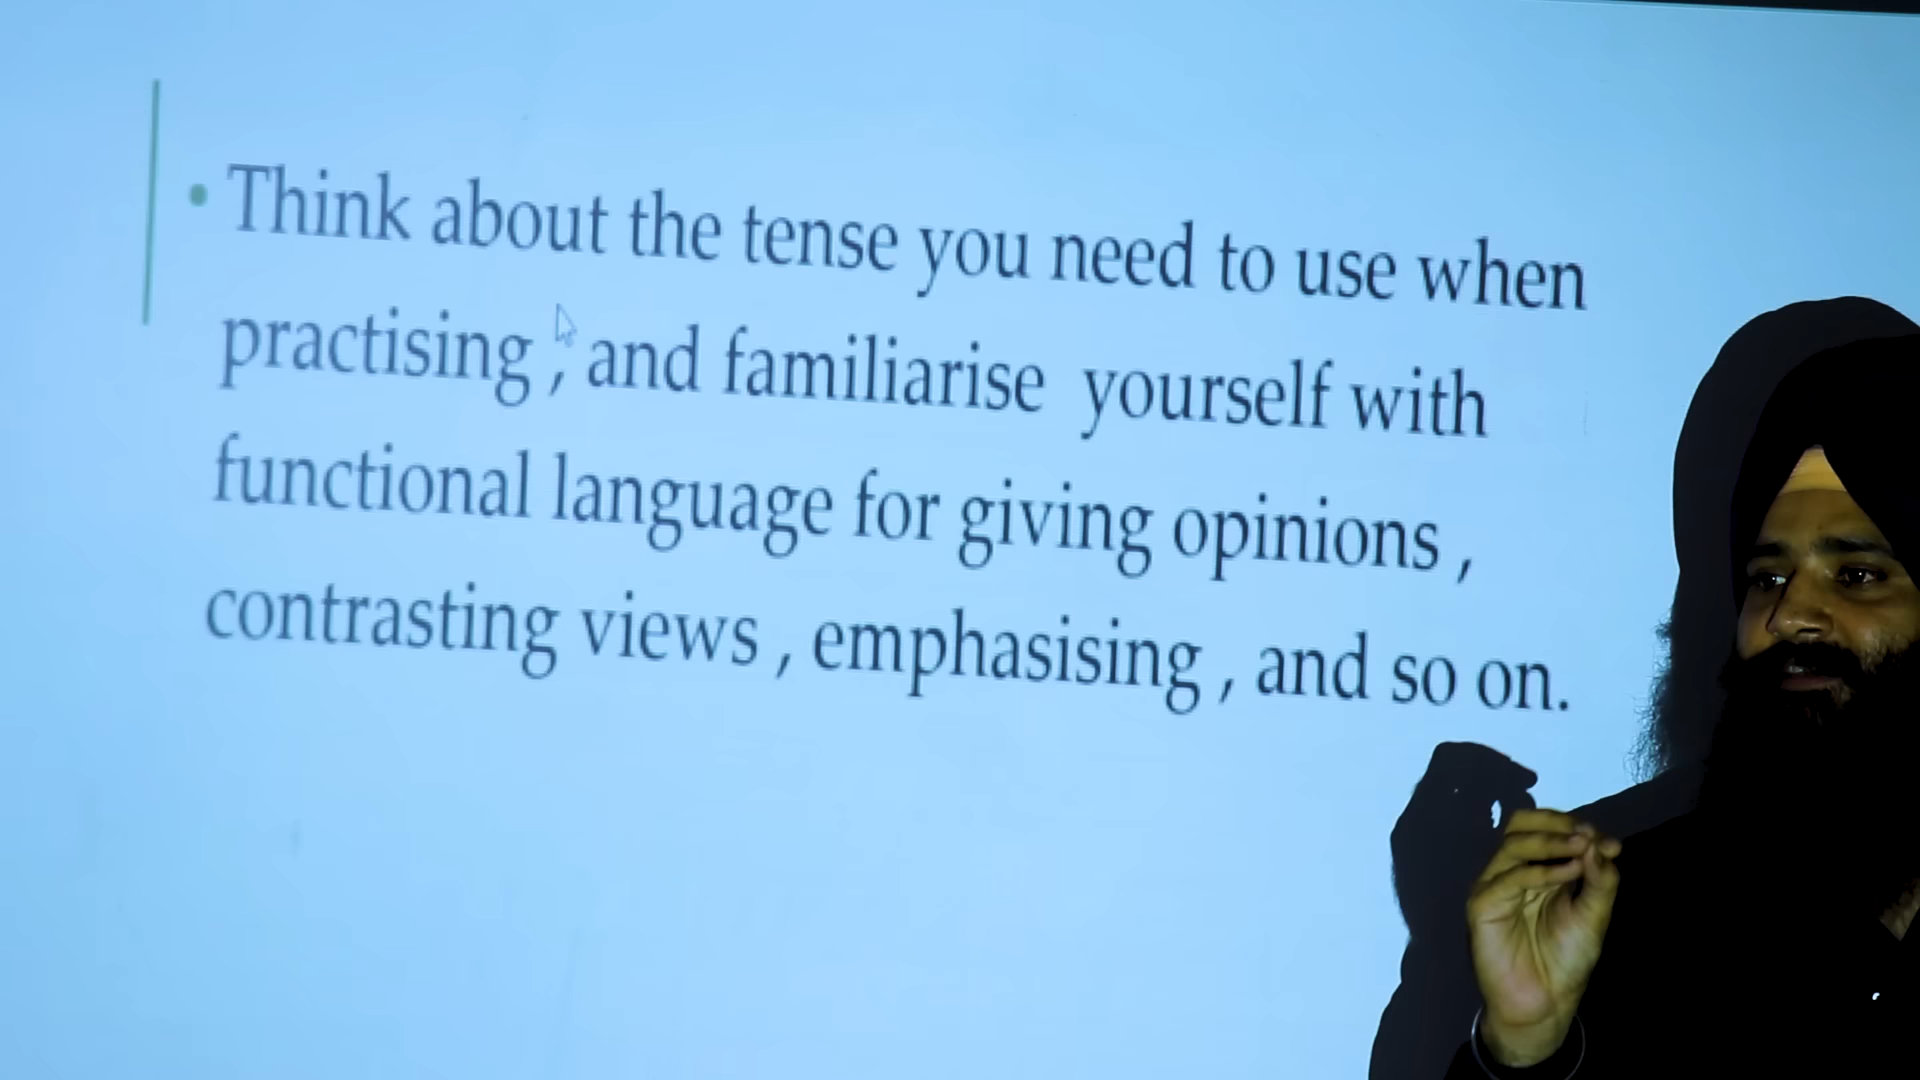 • Think about the tense you need to use when
practising , and familiarise yourself with
functional language for giving opinions ,
contrasting views , emphasising , and so on.